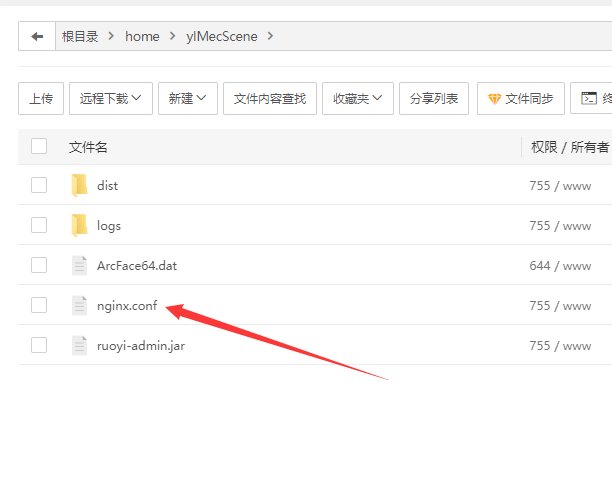 根目录 > home > ylMecScene >
上传 远程下载 新建 文件内容查找 收藏夹 分享列表 文件同步
文件名 权限 / 所有者
dist 755 / www
logs 755 / www
ArcFace64.dat 644 / www
nginx.conf 755 / www
ruoyi-admin.jar 755 / www